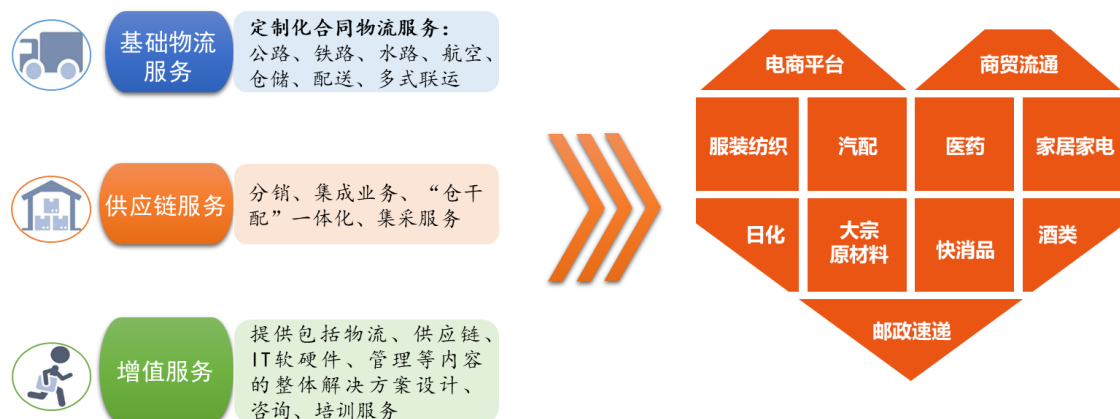 基础物流
服务
定制化合同物流服务：
公路、铁路、水路、航空、
仓储、配送、多式联运
供应链服务
分销、集成业务、“仓干
配”一体化、集采服务
增值服务
提供包括物流、供应链、
IT软硬件、管理等内容
的整体解决方案设计、
咨询、培训服务
电商平台
商贸流通
服装纺织
汽配
医药
家居家电
日化
大宗
原材料
快消品
酒类
邮政速递